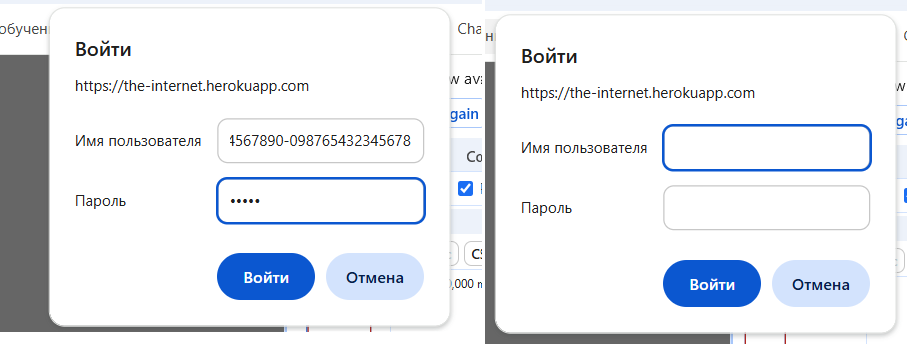 обучен
Cha
Войти
https://the-internet.herokuapp.com
w ava
gain
Имя пользователя
4567890-098765432345678
Co
Пароль
•••••
Войти
Отмена
,000 m
Войти
https://the-internet.herokuapp.com
Имя пользователя
Пароль
Войти
Отмена